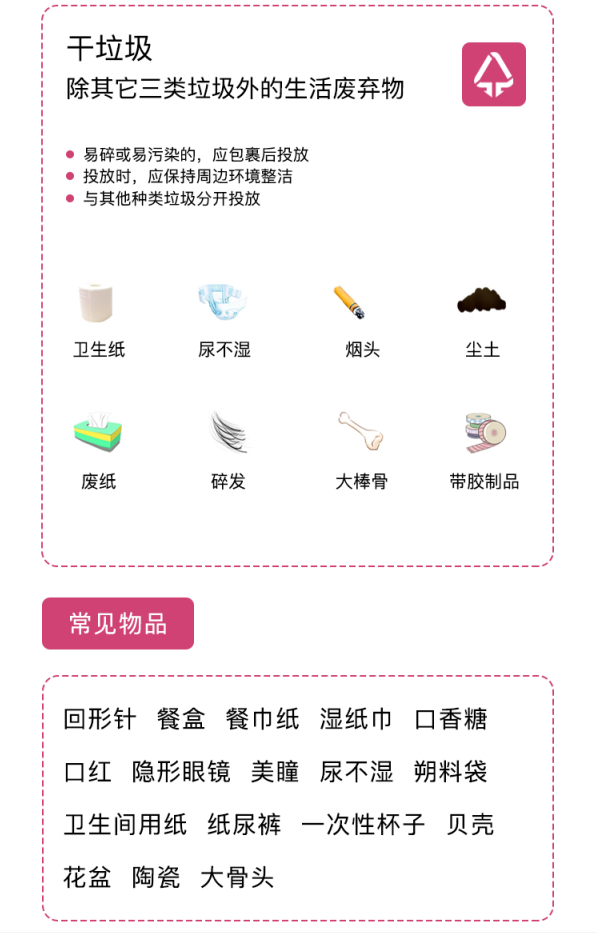 干垃圾
除其它三类垃圾外的生活废弃物
易碎或易污染的，应包裹后投放
投放时，应保持周边环境整洁
与其他种类垃圾分开投放
卫生纸 尿不湿 烟头 尘土
废纸 碎发 大棒骨 带胶制品
常见物品
回形针 餐盒 餐巾纸 湿纸巾 口香糖
口红 隐形眼镜 美瞳 尿不湿 朔料袋
卫生间用纸 纸尿裤 一次性杯子 贝壳
花盆 陶瓷 大骨头